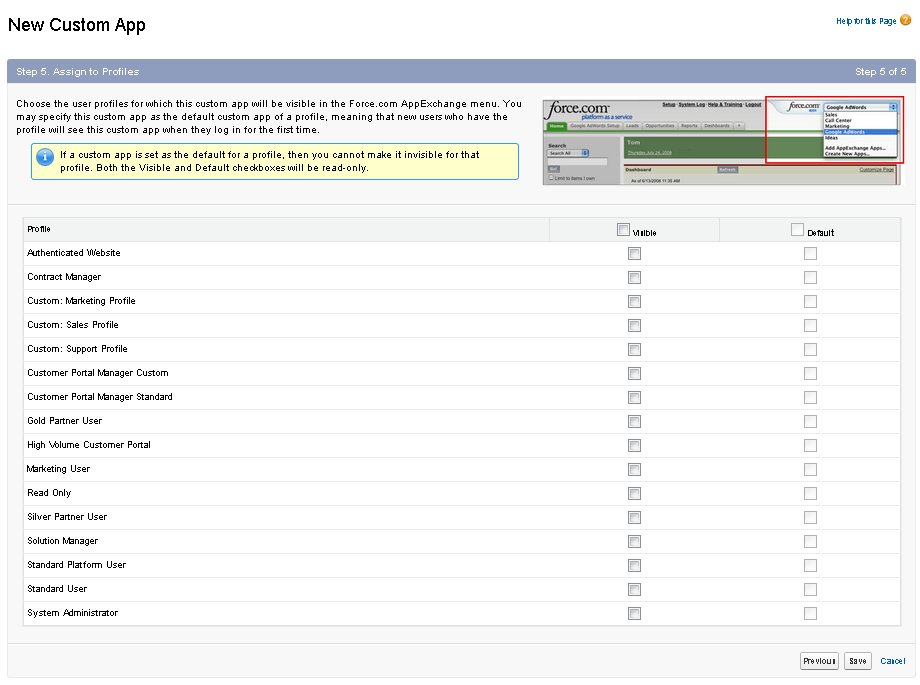 New Custom App
Help for this Page ?
Step 5. Assign to Profiles
Step 5 of 5
Choose the user profiles for which this custom app will be visible in the Force.com AppExchange menu. You
may specify this custom app as the default custom app of a profile, meaning that new users who have the
profile will see this custom app when they log in for the first time.
If a custom app is set as the default for a profile, then you cannot make it invisible for that
profile. Both the Visible and Default checkboxes will be read-only.
force.com
platform as a service
Setup · System Log · Help & Training · Logout
Home Google AdWords Setup Leads Opportunities Reports Dashboards
Search
Search All
Limit to items I own
Tom
Thursday July 24, 2008
Dashboard
Refresh
Customize Page
As of 6/13/2008 11:35 AM
force.com
Google AdWords
Sales
Call Center
Marketing
Google AdWords
Ideas
Add AppExchange Apps...
Create New Apps...
Profile Visible Default
Authenticated Website
Contract Manager
Custom: Marketing Profile
Custom: Sales Profile
Custom: Support Profile
Customer Portal Manager Custom
Customer Portal Manager Standard
Gold Partner User
High Volume Customer Portal
Marketing User
Read Only
Silver Partner User
Solution Manager
Standard Platform User
Standard User
System Administrator
Previous Save Cancel